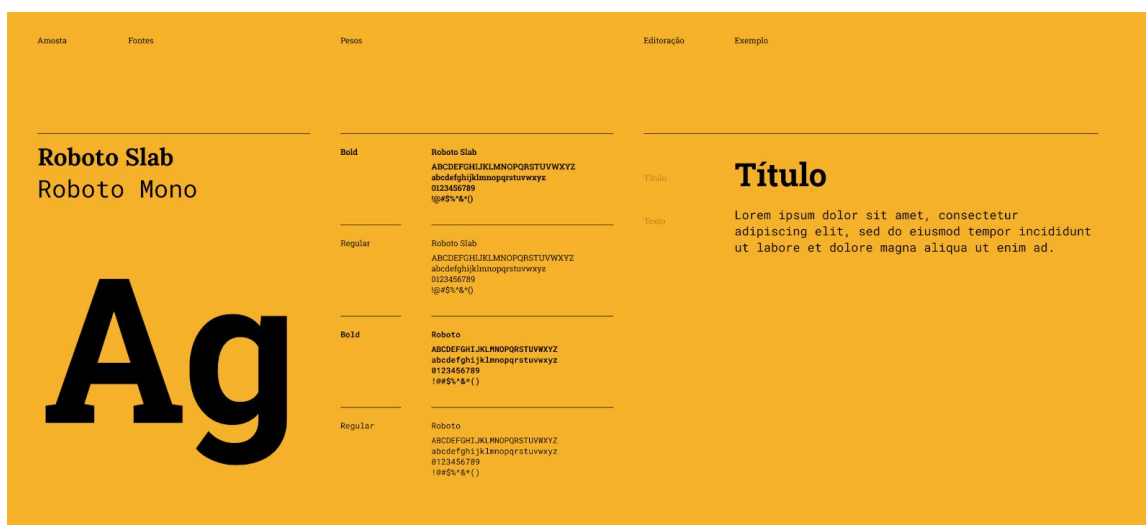 Amosta
Fontes
Pesos
Editoração
Exemplo
Roboto Slab
Roboto Mono
Ag
Bold
Roboto Slab
ABCDEFGHIJKLMNOPQRSTUVWXYZ
abcdefghijklmnopqrstuvwxyz
0123456789
!@#$%^&*()
Regular
Roboto Slab
ABCDEFGHIJKLMNOPQRSTUVWXYZ
abcdefghijklmnopqrstuvwxyz
0123456789
!@#$%^&*()
Bold
Roboto
ABCDEFGHIJKLMNOPQRSTUVWXYZ
abcdefghijklmnopqrstuvwxyz
0123456789
!@#$%^&*()
Regular
Roboto
ABCDEFGHIJKLMNOPQRSTUVWXYZ
abcdefghijklmnopqrstuvwxyz
0123456789
!@#$%^&*()
Título
Título
Texto
Lorem ipsum dolor sit amet, consectetur
adipiscing elit, sed do eiusmod tempor incididunt
ut labore et dolore magna aliqua ut enim ad.